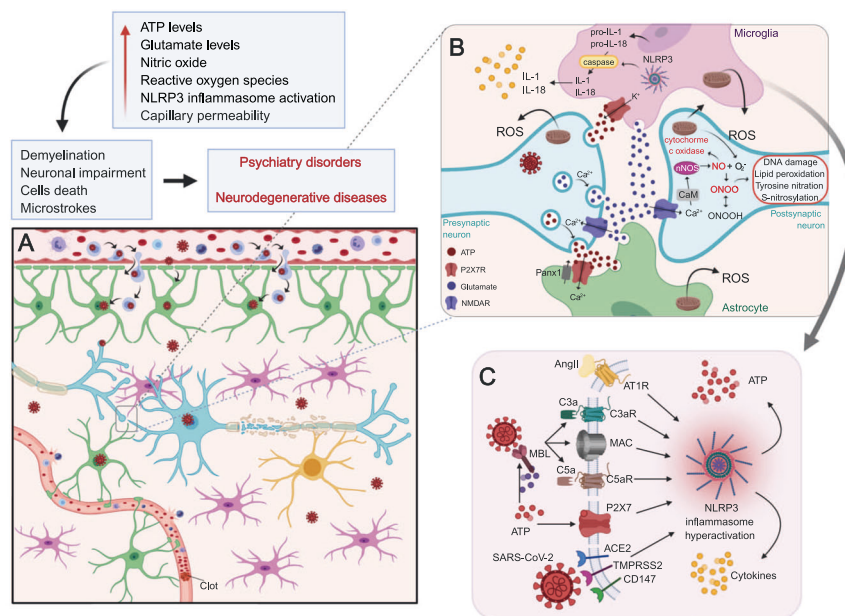 ATP levels
Glutamate levels
Nitric oxide
Reactive oxygen species
NLRP3 inflammasome activation
Capillary permeability
Demyelination
Neuronal impairment
Cells death
Microstrokes
Psychiatry disorders
Neurodegenerative diseases
A
Clot
B
Microglia
pro-IL-1
pro-IL-18
caspase
NLRP3
IL-1
IL-18
IL-1
IL-18
K+
ROS
ROS
cytochorme
c oxidase
nNOS
NO + O₂-
CaM
ONOO
ONOOH
Ca²⁺
DNA damage
Lipid peroxidation
Tyrosine nitration
S-nitrosylation
Ca²⁺
Ca²⁺
Presynaptic
neuron
Postsynaptic
neuron
ATP
P2X7R
Glutamate
NMDAR
Panx1
Ca²⁺
ROS
Astrocyte
C
AngII
AT1R
C3a
C3aR
MBL
MAC
C5a
C5aR
P2X7
ATP
SARS-CoV-2
ACE2
TMPRSS2
CD147
ATP
NLRP3
inflammasome
hyperactivation
Cytokines